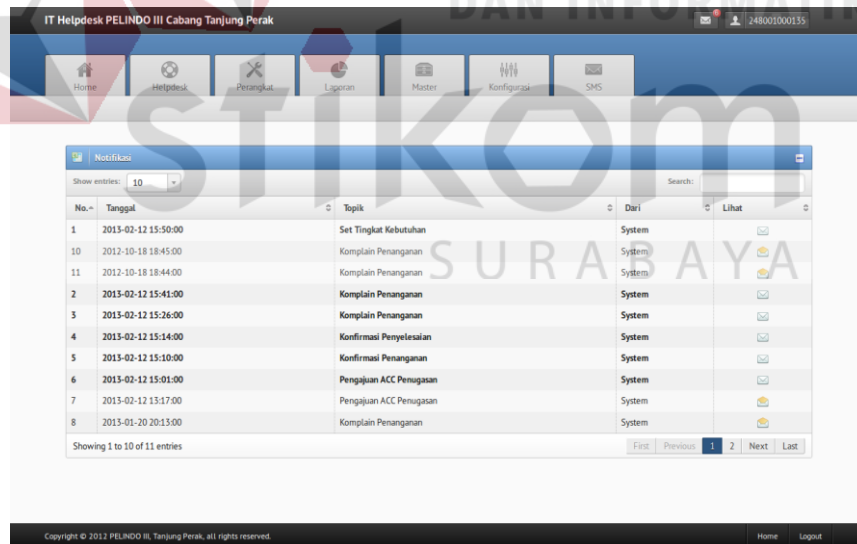 DAN INFORMATIK
IT Helpdesk PELINDO III Cabang Tanjung Perak
248001000135
Home Helpdesk Perangkat Laporan Master Konfigurasi SMS
stikom
Notifikasi
Show entries: 10 Search:
No. Tanggal Topik Dari Lihat
1 2013-02-12 15:50:00 Set Tingkat Kebutuhan System
10 2012-10-18 18:45:00 Komplain Penanganan System
11 2012-10-18 18:44:00 Komplain Penanganan System
SURABAYA
2 2013-02-12 15:41:00 Komplain Penanganan System
3 2013-02-12 15:26:00 Komplain Penanganan System
4 2013-02-12 15:14:00 Konfirmasi Penyelesaian System
5 2013-02-12 15:10:00 Konfirmasi Penanganan System
6 2013-02-12 15:01:00 Pengajuan ACC Penugasan System
7 2013-02-12 13:17:00 Pengajuan ACC Penugasan System
8 2013-01-20 20:13:00 Komplain Penanganan System
Showing 1 to 10 of 11 entries First Previous 1 2 Next Last
Copyright © 2012 PELINDO III, Tanjung Perak, all rights reserved. Home Logout